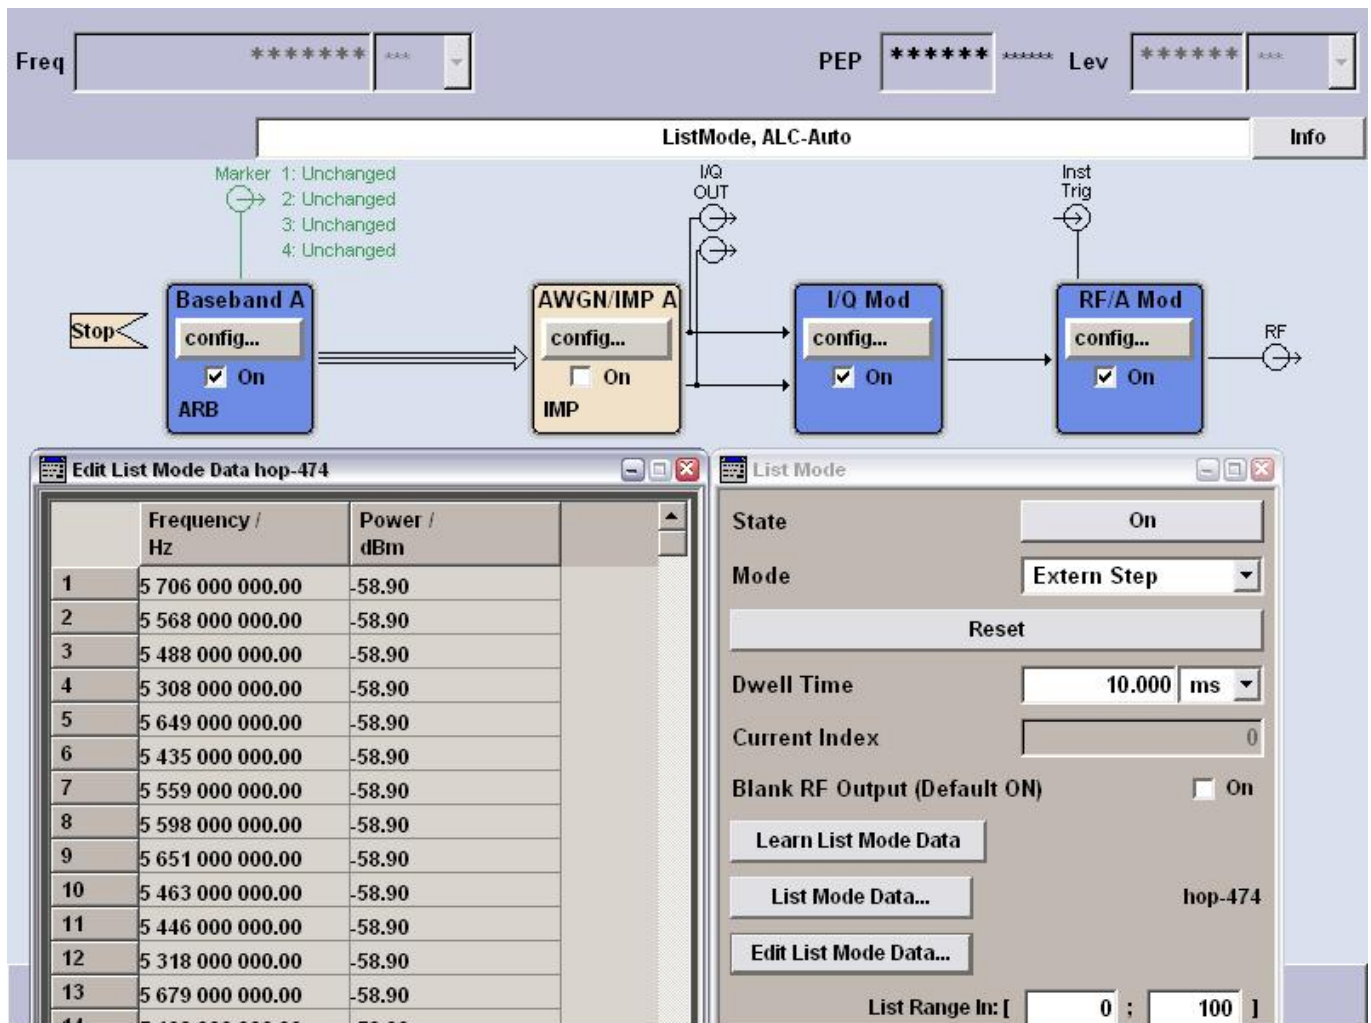 Freq ******* *** PEP ****** ****** Lev ****** ***
ListMode, ALC-Auto Info
Marker 1: Unchanged
2: Unchanged
3: Unchanged
4: Unchanged
I/Q
OUT
Inst
Trig
Stop
Baseband A
config...
On
ARB
AWGN/IMP A
config...
On
IMP
I/Q Mod
config...
On
RF/A Mod
config...
On
RF
Edit List Mode Data hop-474
Frequency / Hz Power / dBm
1 5 706 000 000.00 -58.90
2 5 568 000 000.00 -58.90
3 5 488 000 000.00 -58.90
4 5 308 000 000.00 -58.90
5 5 649 000 000.00 -58.90
6 5 435 000 000.00 -58.90
7 5 559 000 000.00 -58.90
8 5 598 000 000.00 -58.90
9 5 651 000 000.00 -58.90
10 5 463 000 000.00 -58.90
11 5 446 000 000.00 -58.90
12 5 318 000 000.00 -58.90
13 5 679 000 000.00 -58.90
List Mode
State On
Mode Extern Step
Reset
Dwell Time 10.000 ms
Current Index 0
Blank RF Output (Default ON) On
Learn List Mode Data
List Mode Data... hop-474
Edit List Mode Data...
List Range In: [ 0 ; 100 ]